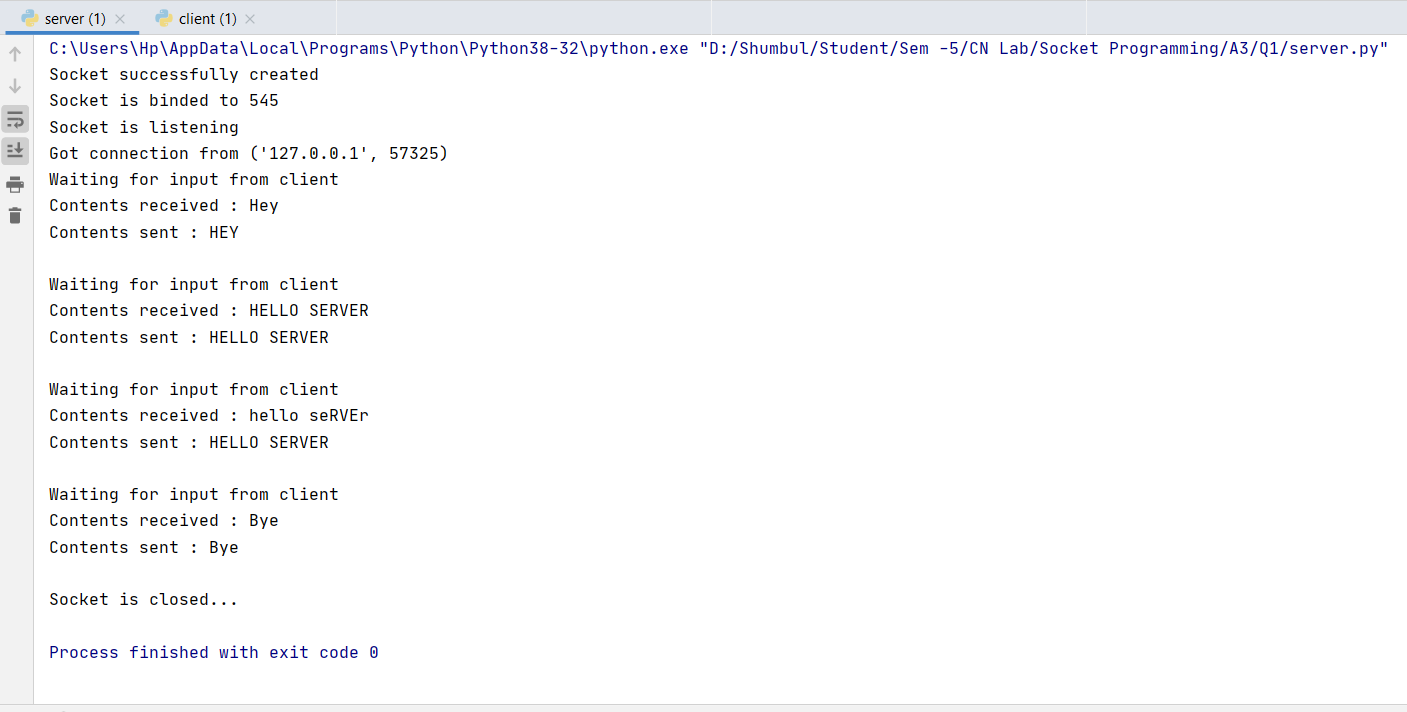 server (1)
client (1)
C:\Users\Hp\AppData\Local\Programs\Python\Python38-32\python.exe "D:/Shumbul/Student/Sem -5/CN Lab/Socket Programming/A3/Q1/server.py"
Socket successfully created
Socket is binded to 545
Socket is listening
Got connection from ('127.0.0.1', 57325)
Waiting for input from client
Contents received : Hey
Contents sent : HEY
Waiting for input from client
Contents received : HELLO SERVER
Contents sent : HELLO SERVER
Waiting for input from client
Contents received : hello seRVEr
Contents sent : HELLO SERVER
Waiting for input from client
Contents received : Bye
Contents sent : Bye
Socket is closed...
Process finished with exit code 0